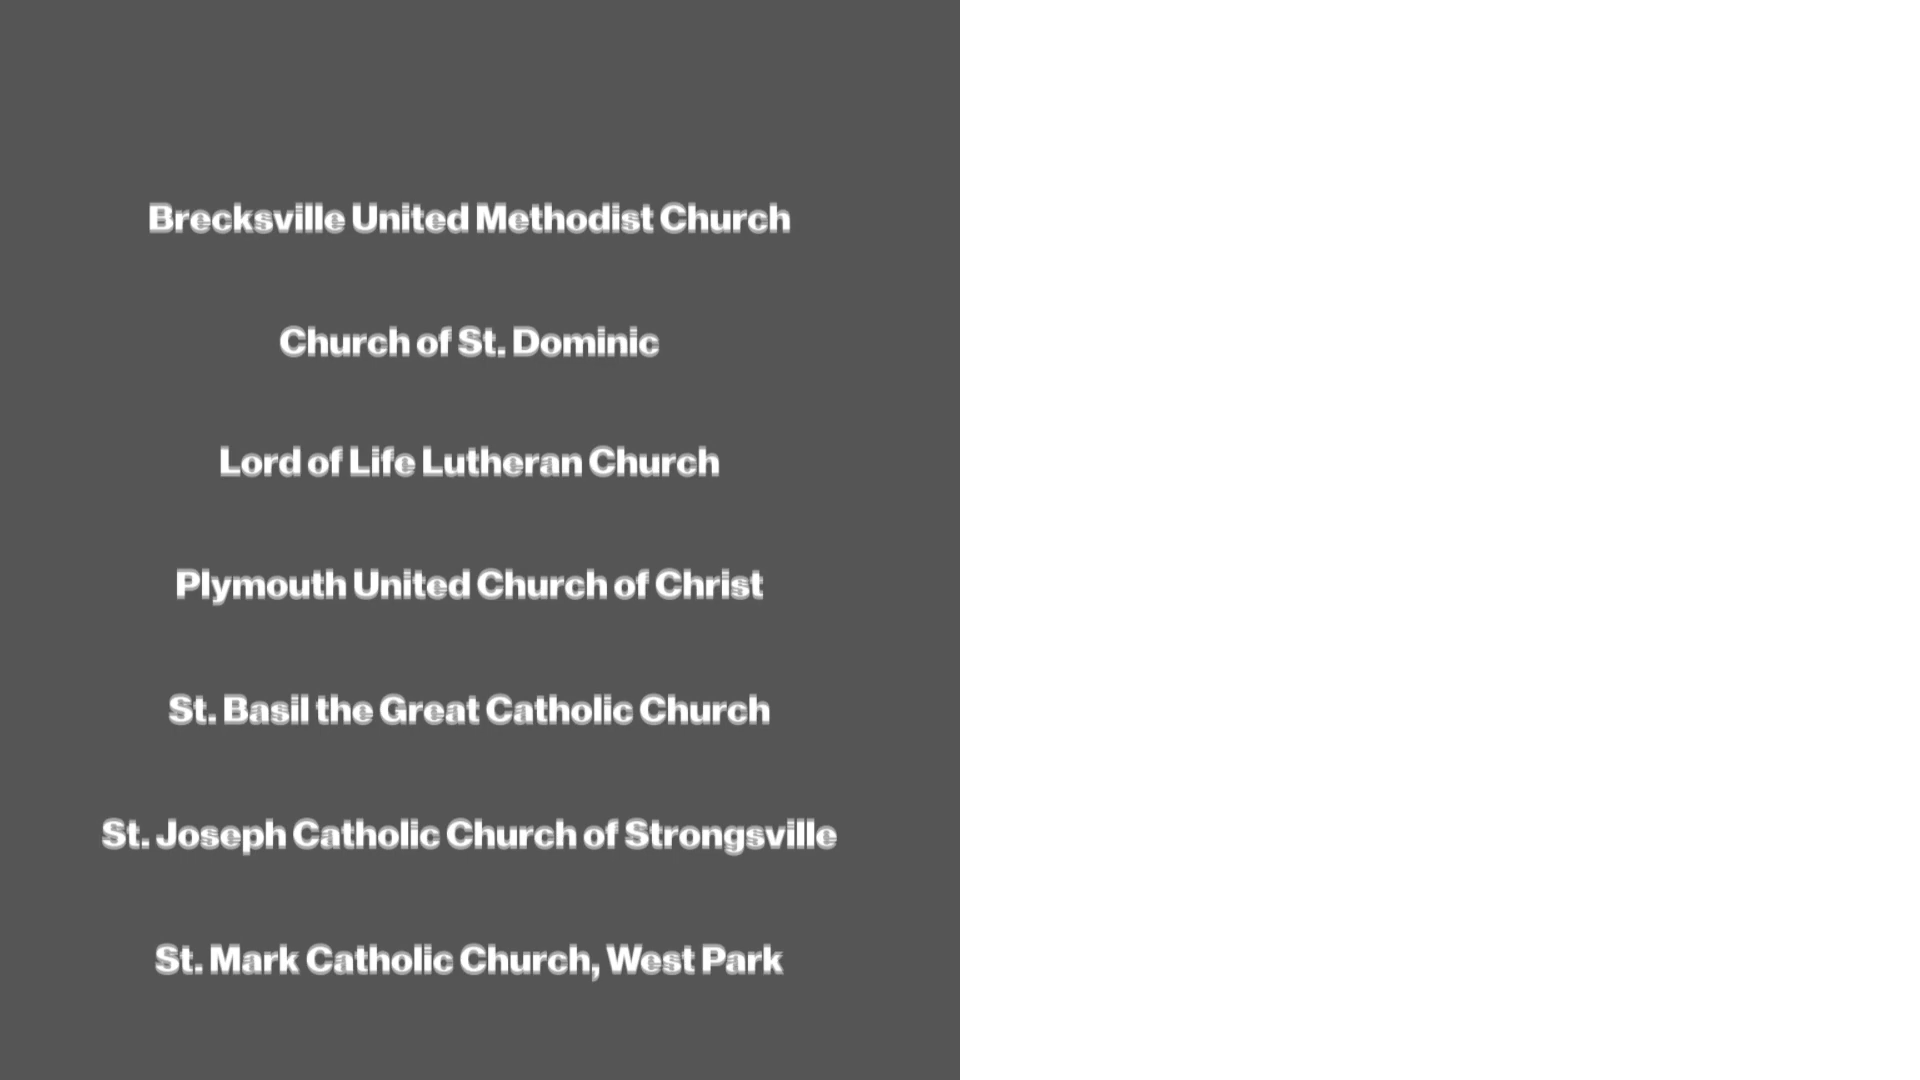 Brecksville United Methodist Church
Church of St. Dominic
Lord of Life Lutheran Church
Plymouth United Church of Christ
St. Basil the Great Catholic Church
St. Joseph Catholic Church of Strongsville
St. Mark Catholic Church, West Park